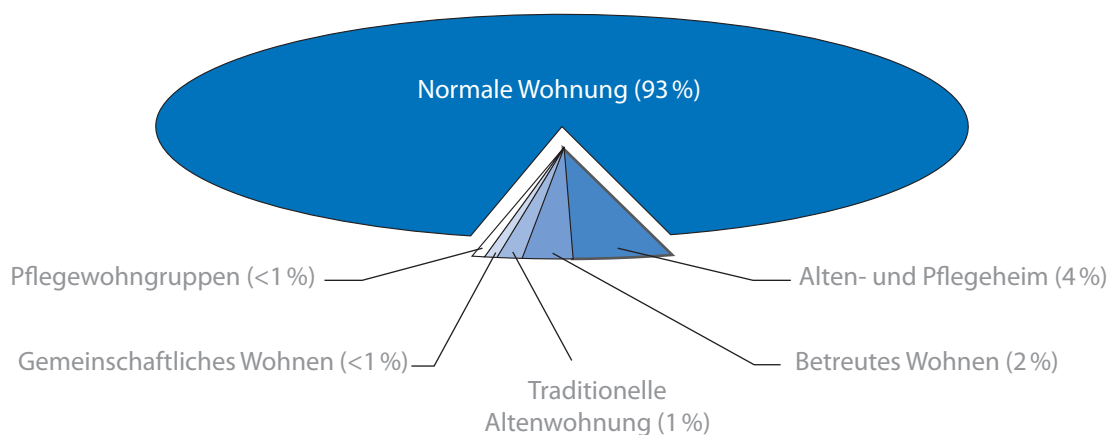 Normale Wohnung (93 %)
Pflegewohngruppen (<1 %)
Alten- und Pflegeheim (4 %)
Gemeinschaftliches Wohnen (<1 %)
Betreutes Wohnen (2 %)
Traditionelle
Altenwohnung (1 %)